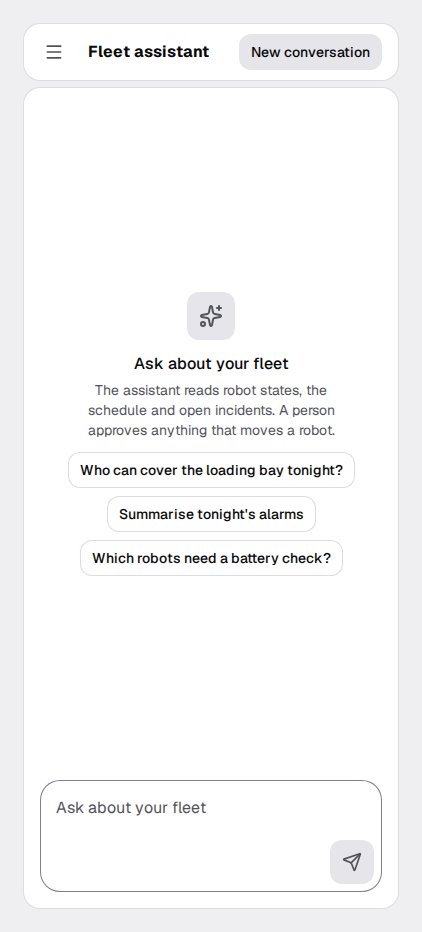 Fleet assistant
New conversation
Ask about your fleet
The assistant reads robot states, the
schedule and open incidents. A person
approves anything that moves a robot.
Who can cover the loading bay tonight?
Summarise tonight's alarms
Which robots need a battery check?
Ask about your fleet